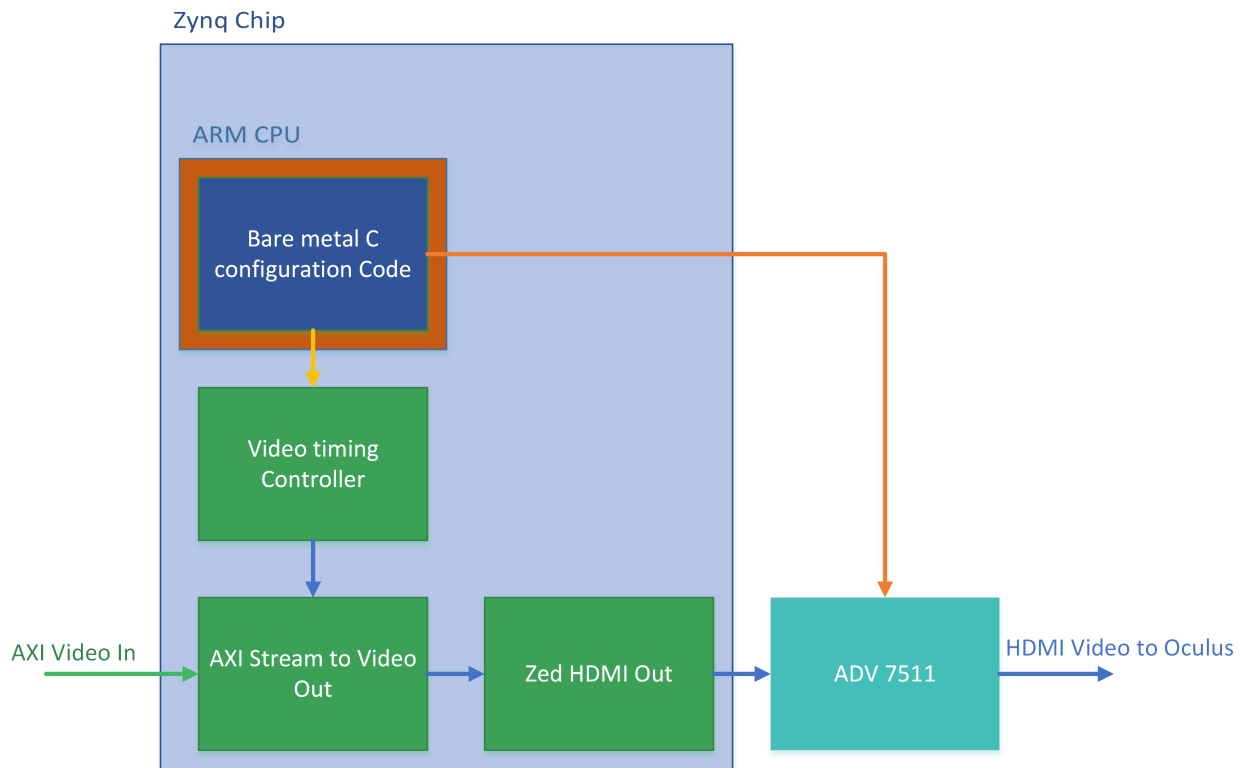 Zynq Chip
ARM CPU
Bare metal C
configuration Code
Video timing
Controller
AXI Video In
AXI Stream to Video
Out
Zed HDMI Out
ADV 7511
HDMI Video to Oculus